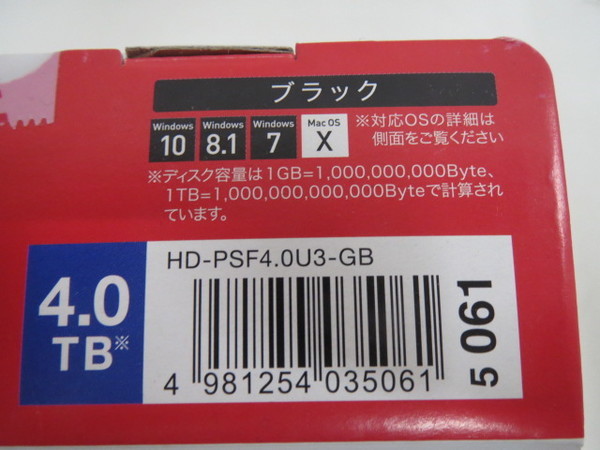 ブラック
Windows 10 Windows 8.1 Windows 7 Mac OS X
※対応OSの詳細は
側面をご覧ください
※ディスク容量は1GB=1,000,000,000Byte、
1TB=1,000,000,000,000Byteで計算され
ています。
4.0
TB※
HD-PSF4.0U3-GB
4 981254 035061
5 061